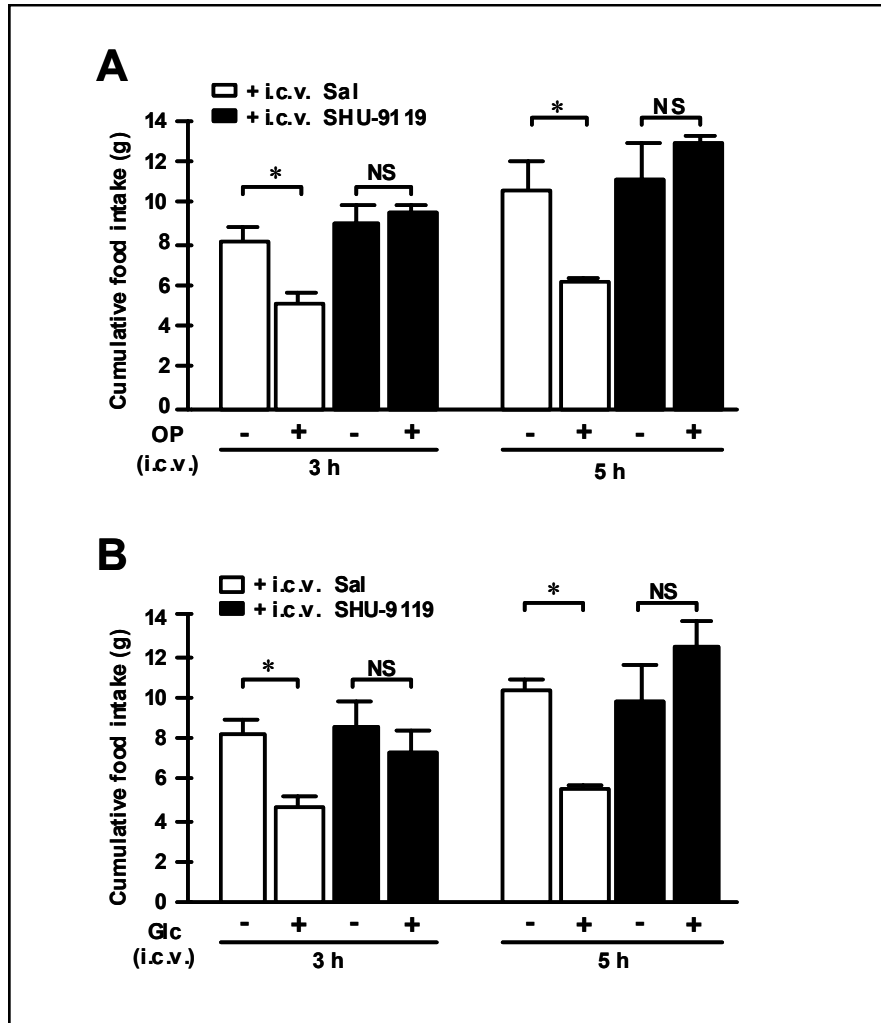 A
+ i.c.v. Sal
+ i.c.v. SHU-9119
Cumulative food intake (g)
14
12
10
8
6
4
2
0
* NS * NS
OP - + - + - + - +
(i.c.v.) 3 h 5 h
B
+ i.c.v. Sal
+ i.c.v. SHU-9119
Cumulative food intake (g)
14
12
10
8
6
4
2
0
* NS * NS
Glc - + - + - + - +
(i.c.v.) 3 h 5 h